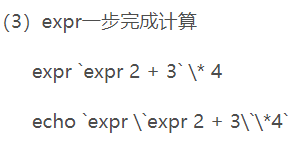 （3）expr一步完成计算
expr `expr 2 + 3` \* 4
echo `expr \`expr 2 + 3\`\*4`